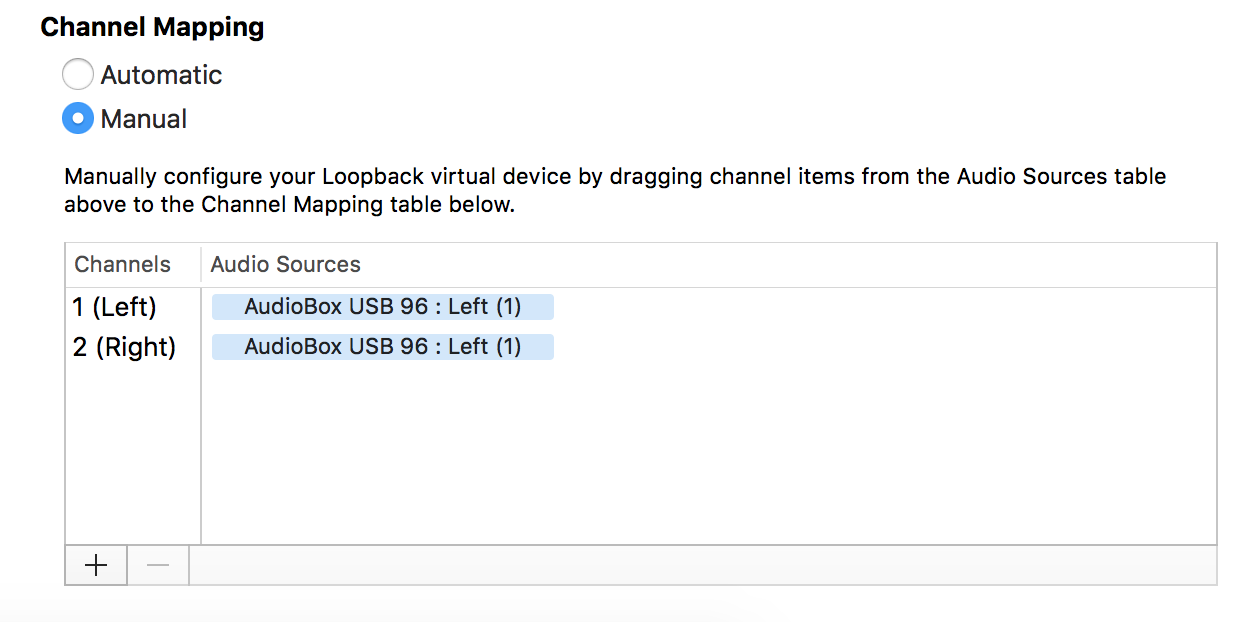 Channel Mapping
Automatic
Manual
Manually configure your Loopback virtual device by dragging channel items from the Audio Sources table
above to the Channel Mapping table below.
Channels Audio Sources
1 (Left) AudioBox USB 96 : Left (1)
2 (Right) AudioBox USB 96 : Left (1)